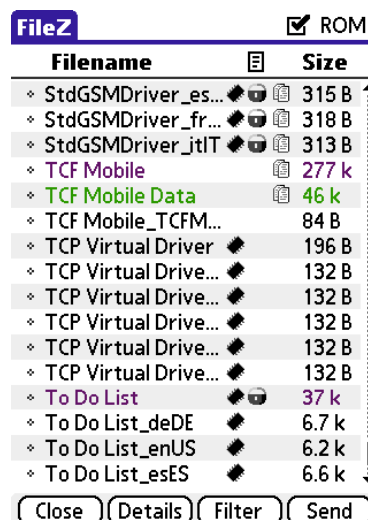 FileZ ROM
Filename Size
StdGSMDriver_es... 315 B
StdGSMDriver_fr... 318 B
StdGSMDriver_itIT 313 B
TCF Mobile 277 k
TCF Mobile Data 46 k
TCF Mobile_TCFM... 84 B
TCP Virtual Driver 196 B
TCP Virtual Drive... 132 B
TCP Virtual Drive... 132 B
TCP Virtual Drive... 132 B
TCP Virtual Drive... 132 B
TCP Virtual Drive... 132 B
To Do List 37 k
To Do List_deDE 6.7 k
To Do List_enUS 6.2 k
To Do List_esES 6.6 k
Close Details Filter Send